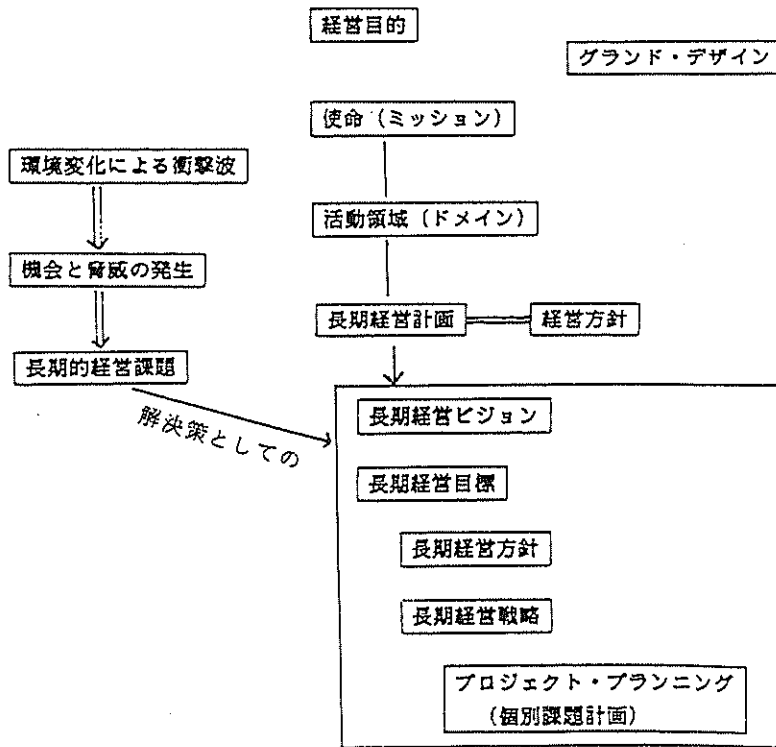 経営目的
グランド・デザイン
使命（ミッション）
環境変化による衝撃波
活動領域（ドメイン）
機会と脅威の発生
長期経営計画
経営方針
長期的経営課題
解決策としての
長期経営ビジョン
長期経営目標
長期経営方針
長期経営戦略
プロジェクト・プランニング
（個別課題計画）